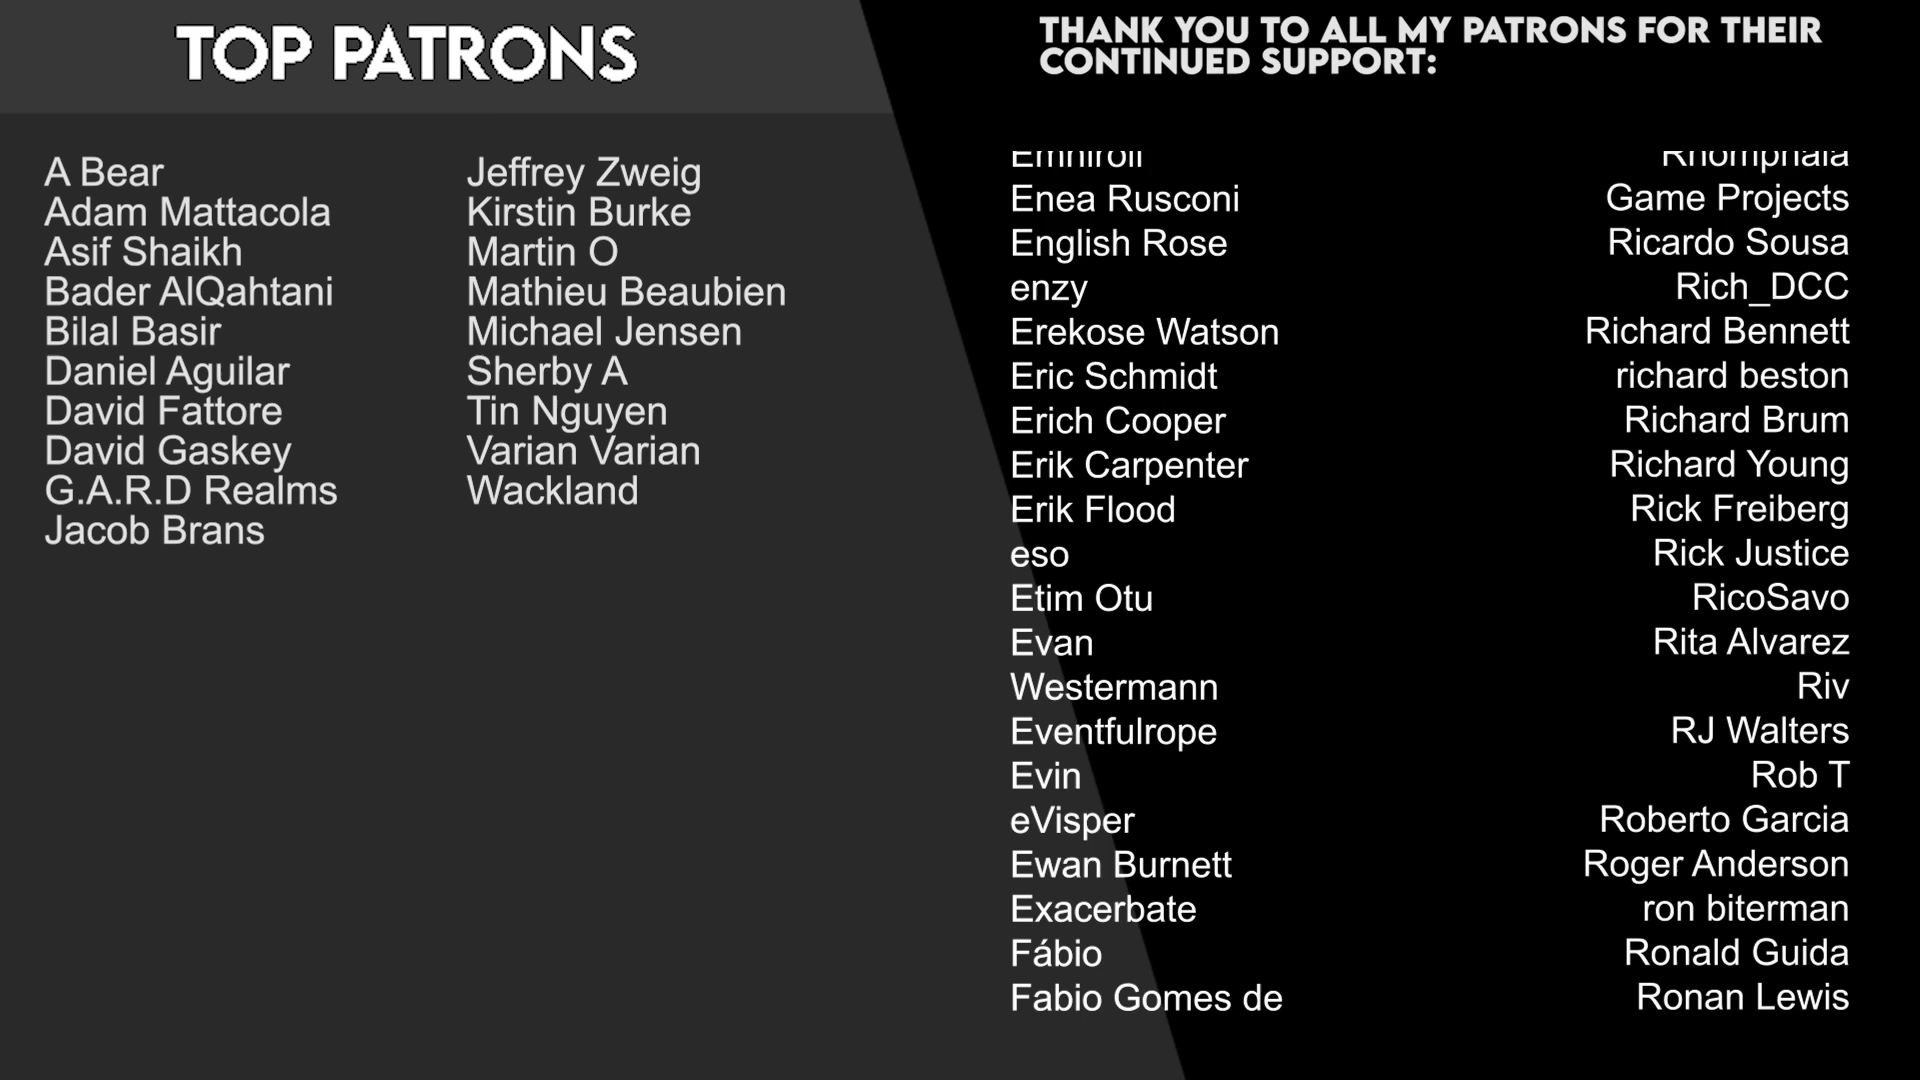 TOP PATRONS
A Bear
Adam Mattacola
Asif Shaikh
Bader AlQahtani
Bilal Basir
Daniel Aguilar
David Fattore
David Gaskey
G.A.R.D Realms
Jacob Brans
Jeffrey Zweig
Kirstin Burke
Martin O
Mathieu Beaubien
Michael Jensen
Sherby A
Tin Nguyen
Varian Varian
Wackland
THANK YOU TO ALL MY PATRONS FOR THEIR
CONTINUED SUPPORT:
Enea Rusconi
English Rose
enzy
Erekose Watson
Eric Schmidt
Erich Cooper
Erik Carpenter
Erik Flood
eso
Etim Otu
Evan
Westermann
Eventfulrope
Evin
eVisper
Ewan Burnett
Exacerbate
Fábio
Fabio Gomes de
Game Projects
Ricardo Sousa
Rich_DCC
Richard Bennett
richard beston
Richard Brum
Richard Young
Rick Freiberg
Rick Justice
RicoSavo
Rita Alvarez
Riv
RJ Walters
Rob T
Roberto Garcia
Roger Anderson
ron biterman
Ronald Guida
Ronan Lewis